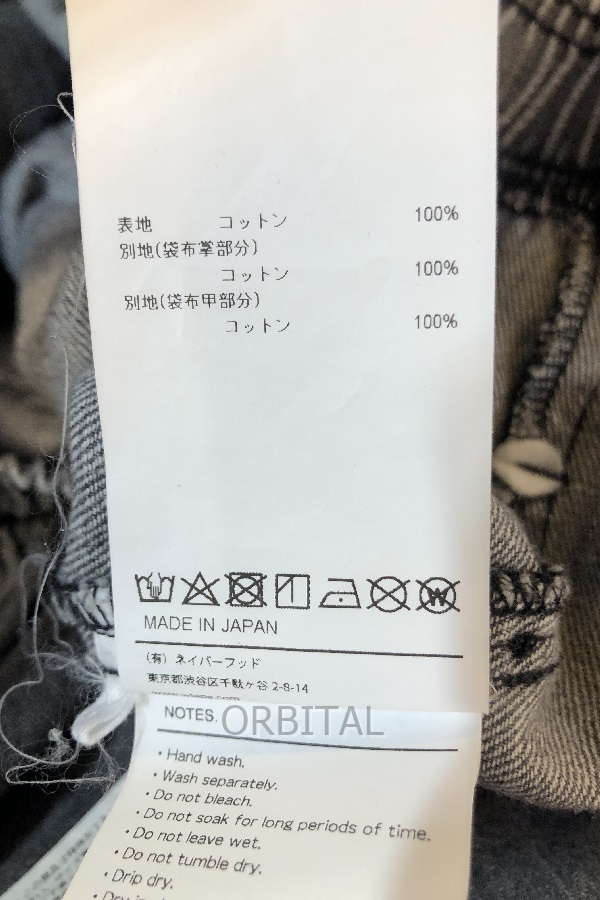 表地 コットン 100%
別地(袋布掌部分)
コットン 100%
別地(袋布甲部分)
コットン 100%
W
MADE IN JAPAN
(有) ネイバーフッド
東京都渋谷区千駄ヶ谷 2-8-14
NOTES.
ORBITAL
・Hand wash.
・Wash separately.
・Do not bleach.
・Do not soak for long periods of time.
・Do not leave wet.
・Do not tumble dry.
・Drip dry.